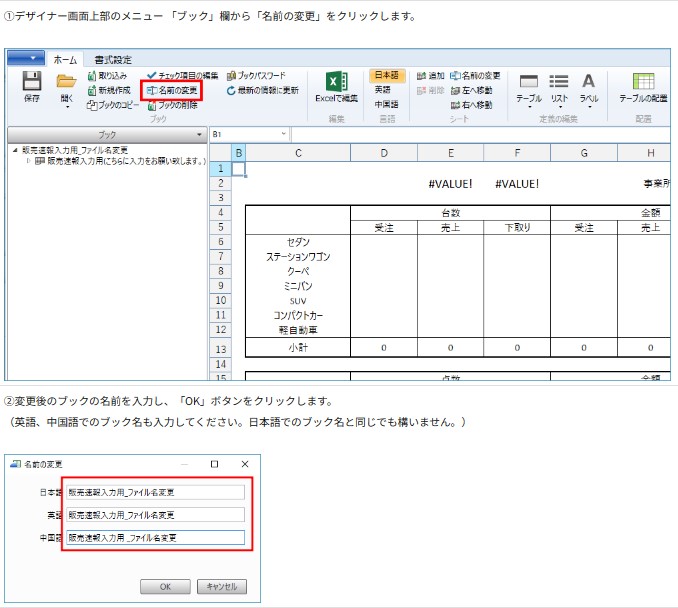 ①デザイナー画面上部のメニュー 「ブック」欄から「名前の変更」をクリックします。
ホーム 書式設定
保存 開く 取り込み 新規作成 ブックのコピー チェック項目の編集 名前の変更 ブックの削除 ブックパスワード 最新の情報に更新
ブック
Excelで編集
編集
日本語
英語
中国語
言語
追加 名前の変更
削除 左へ移動
右へ移動
シート
テーブル リスト ラベル
定義の編集
テーブルの配置
配置
ブック
B1
販売速報入力用_ファイル名変更
販売速報入力用(こちらに入力をお願い致します。)
B C D E F G H
1
2 #VALUE! #VALUE! 事業所
3
4 台数 金額
5 受注 売上 下取り 受注 売上
6 セダン
7 ステーションワゴン
8 クーペ
9 ミニバン
10 SUV
11 コンパクトカー
12 軽自動車
13 小計 0 0 0 0 0
14
15 点数 金額
②変更後のブックの名前を入力し、「OK」ボタンをクリックします。
（英語、中国語でのブック名も入力してください。日本語でのブック名と同じでも構いません。）
名前の変更
日本語 販売速報入力用_ファイル名変更
英語 販売速報入力用_ファイル名変更
中国語 販売速報入力用 _ファイル名変更
OK キャンセル